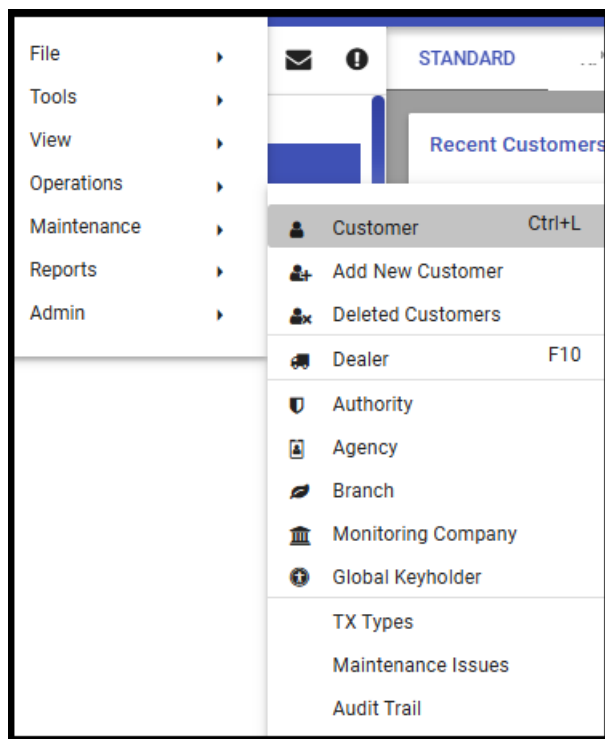 File
Tools
View
Operations
Maintenance
Reports
Admin
STANDARD
Recent Customers
Customer Ctrl+L
Add New Customer
Deleted Customers
Dealer F10
Authority
Agency
Branch
Monitoring Company
Global Keyholder
TX Types
Maintenance Issues
Audit Trail